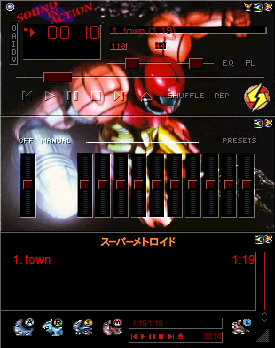 SOUND ACTION
00 10
1. town (1:19)
118
44
OAIDV
EQ PL
SHUFFLE REP
OFF MANUAL PRESETS
スーパーメトロイド
1. town 1:19
1:19/1:19
00:10